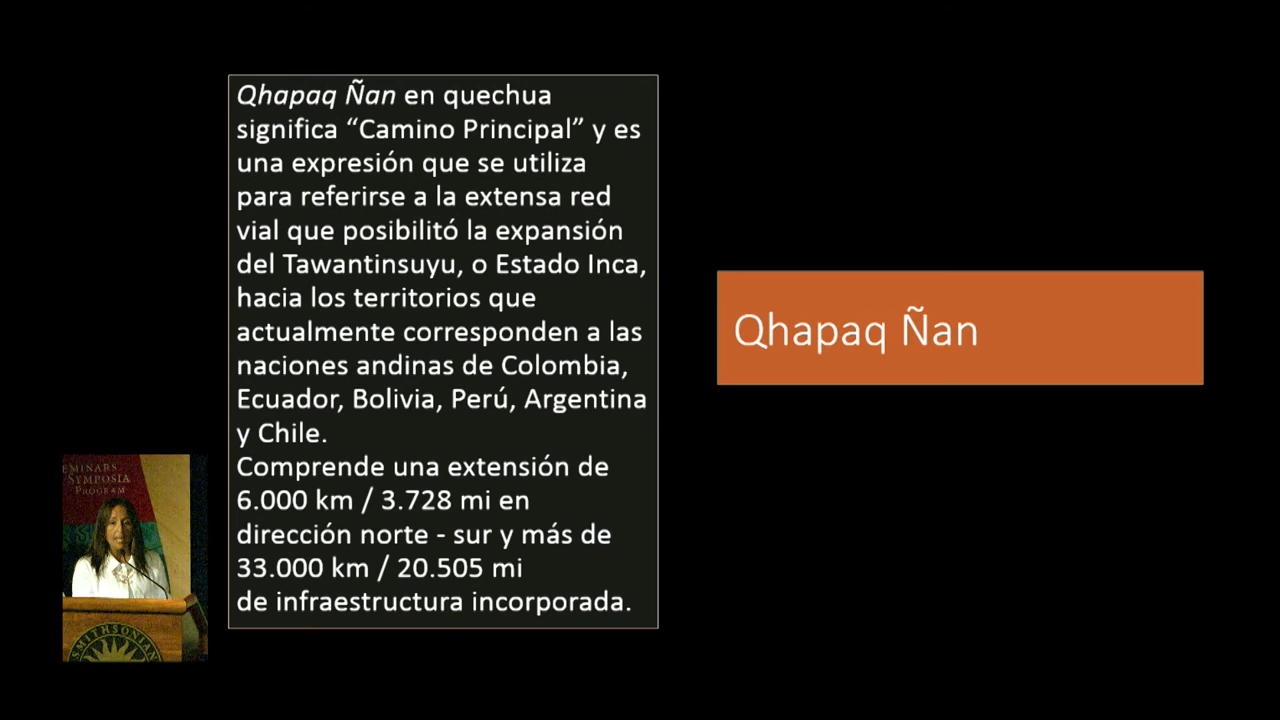 Qhapaq Ñan en quechua
significa “Camino Principal” y es
una expresión que se utiliza
para referirse a la extensa red
vial que posibilitó la expansión
del Tawantinsuyu, o Estado Inca,
hacia los territorios que
actualmente corresponden a las
naciones andinas de Colombia,
Ecuador, Bolivia, Perú, Argentina
y Chile.
Comprende una extensión de
6.000 km / 3.728 mi en
dirección norte - sur y más de
33.000 km / 20.505 mi
de infraestructura incorporada.
Qhapaq Ñan
EMINARS
SYMPOSIA
PROGRAM
SMITHSONIAN